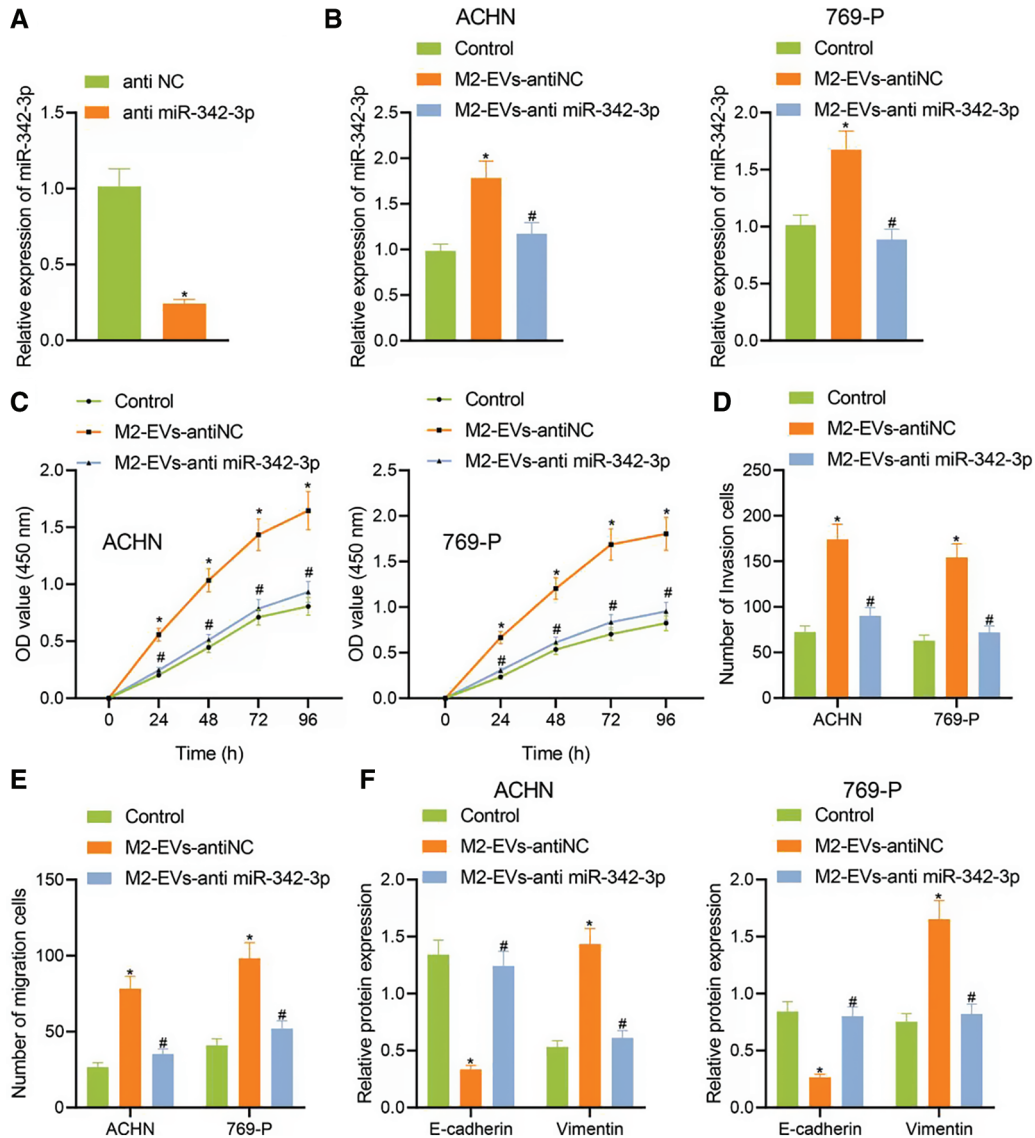 A
anti NC
anti miR-342-3p
Relative expression of miR-342-3p
1.5
1.0
0.5
0.0
*
B
ACHN
Control
M2-EVs-antiNC
M2-EVs-anti miR-342-3p
Relative expression of miR-342-3p
2.0
1.5
1.0
0.5
0.0
*
#
769-P
Control
M2-EVs-antiNC
M2-EVs-anti miR-342-3p
Relative expression of miR-342-3p
2.0
1.5
1.0
0.5
0.0
*
#
C
Control
M2-EVs-antiNC
M2-EVs-anti miR-342-3p
OD value (450 nm)
2.0
1.5
1.0
0.5
0.0
ACHN
* * * *
# # # #
0 24 48 72 96
Time (h)
Control
M2-EVs-antiNC
M2-EVs-anti miR-342-3p
OD value (450 nm)
2.5
2.0
1.5
1.0
0.5
0.0
769-P
* * * *
# # # #
0 24 48 72 96
Time (h)
D
Control
M2-EVs-antiNC
M2-EVs-anti miR-342-3p
Number of Invasion cells
250
200
150
100
50
0
* # * #
ACHN 769-P
E
Control
M2-EVs-antiNC
M2-EVs-anti miR-342-3p
Number of migration cells
150
100
50
0
* # * #
ACHN 769-P
F
ACHN
Control
M2-EVs-antiNC
M2-EVs-anti miR-342-3p
Relative protein expression
2.0
1.5
1.0
0.5
0.0
* # * #
E-cadherin Vimentin
769-P
Control
M2-EVs-antiNC
M2-EVs-anti miR-342-3p
Relative protein expression
2.0
1.5
1.0
0.5
0.0
* # * #
E-cadherin Vimentin